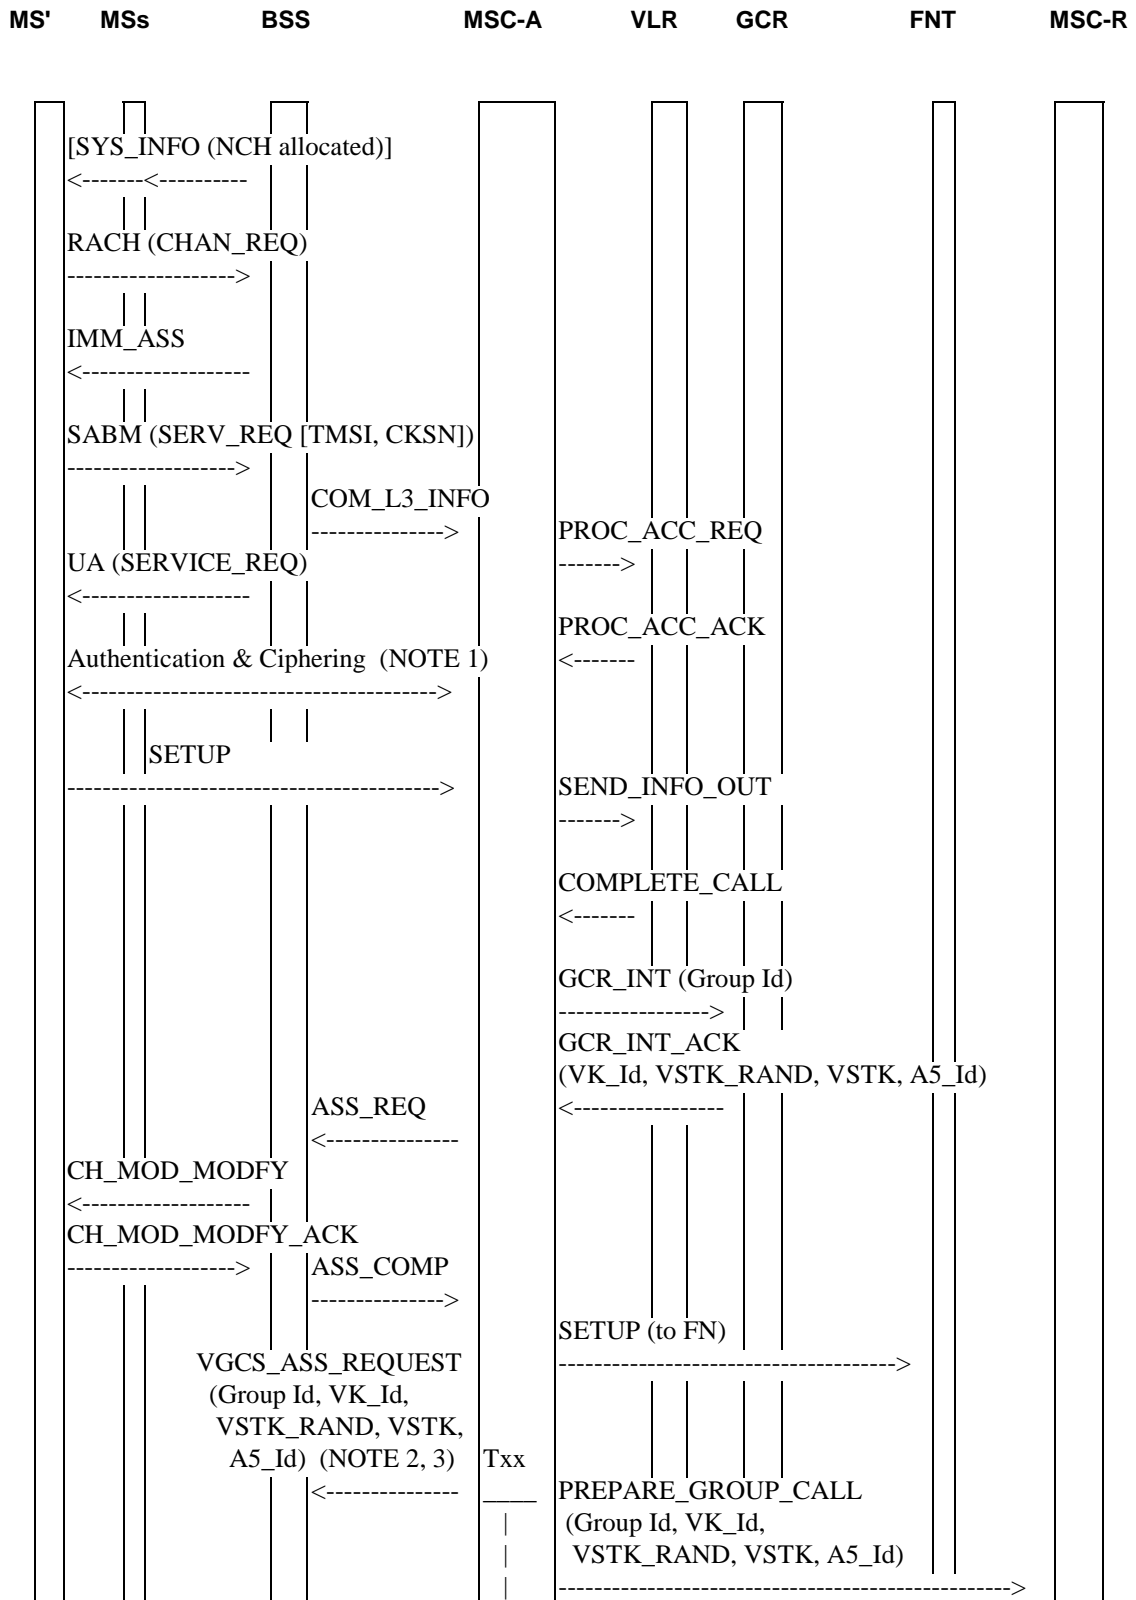 MS' MSs BSS MSC-A VLR GCR FNT MSC-R
[SYS_INFO (NCH allocated)]
<-------<----------
RACH (CHAN_REQ)
------------------->
IMM_ASS
<-------------------
SABM (SERV_REQ [TMSI, CKSN])
------------------->
COM_L3_INFO
---------------> PROC_ACC_REQ
UA (SERVICE_REQ) ------->
<-------------------
PROC_ACC_ACK
Authentication & Ciphering (NOTE 1) <-------
<---------------------------------------->
SETUP
------------------------------------------> SEND_INFO_OUT
------->
COMPLETE_CALL
<-------
GCR_INT (Group Id)
----------------->
GCR_INT_ACK
(VK_Id, VSTK_RAND, VSTK, A5_Id)
ASS_REQ <-----------------
<---------------
CH_MOD_MODFY
<-------------------
CH_MOD_MODFY_ACK
-------------------> ASS_COMP
--------------->
SETUP (to FN)
VGCS_ASS_REQUEST -------------------------------------->
(Group Id, VK_Id,
VSTK_RAND, VSTK,
A5_Id) (NOTE 2, 3) Txx
<--------------- ____ PREPARE_GROUP_CALL
| (Group Id, VK_Id,
| VSTK_RAND, VSTK, A5_Id)
| --------------------------------------------------->